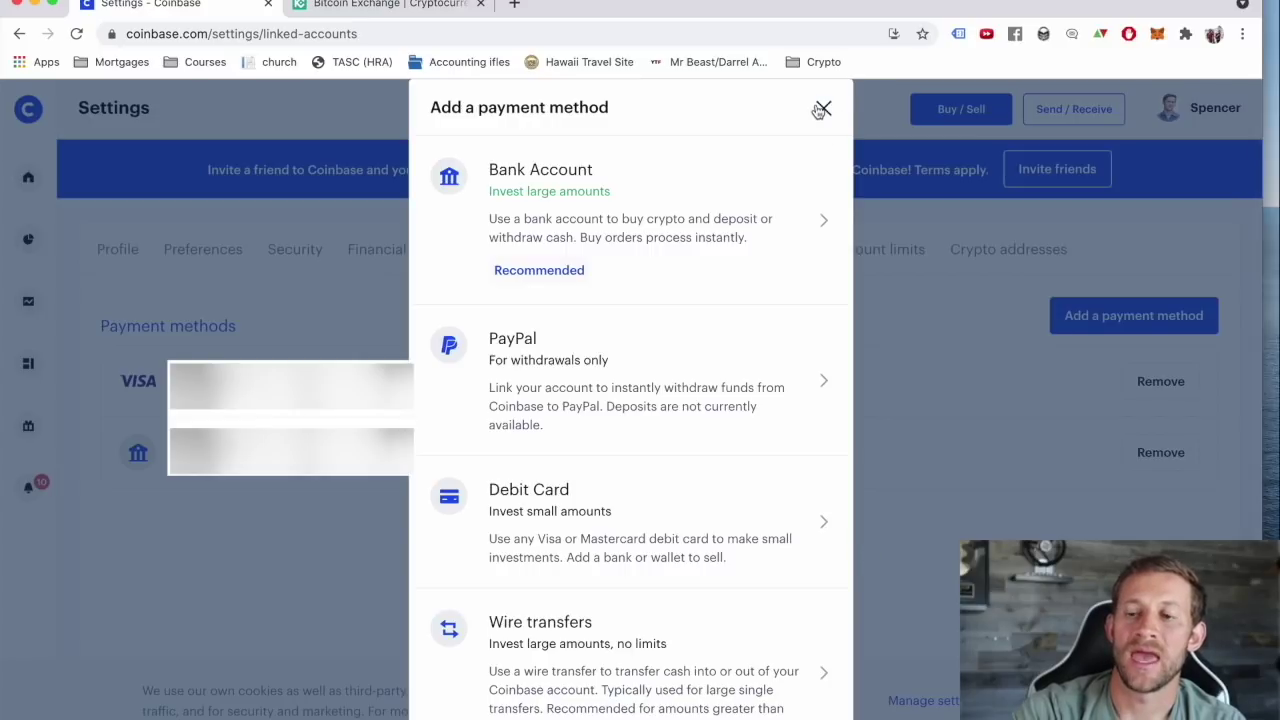 Settings - Coinbase
Bitcoin Exchange | Cryptocurr
coinbase.com/settings/linked-accounts
Apps
Mortgages
Courses
church
TASC (HRA)
Accounting ifles
Hawaii Travel Site
Mr Beast/Darrel A...
Crypto
Settings
Add a payment method
Buy / Sell
Send / Receive
Spencer
Invite a friend to Coinbase and yo
Coinbase! Terms apply.
Invite friends
Bank Account
Invest large amounts
Use a bank account to buy crypto and deposit or
withdraw cash. Buy orders process instantly.
Recommended
Profile
Preferences
Security
Financial
ount limits
Crypto addresses
Payment methods
Add a payment method
PayPal
For withdrawals only
Link your account to instantly withdraw funds from
Coinbase to PayPal. Deposits are not currently
available.
VISA
Remove
Remove
10
Debit Card
Invest small amounts
Use any Visa or Mastercard debit card to make small
investments. Add a bank or wallet to sell.
Wire transfers
Invest large amounts, no limits
Use a wire transfer to transfer cash into or out of your
Coinbase account. Typically used for large single
transfers. Recommended for amounts greater than
We use our own cookies as well as third-party
traffic, and for security and marketing. For mo
Manage sett